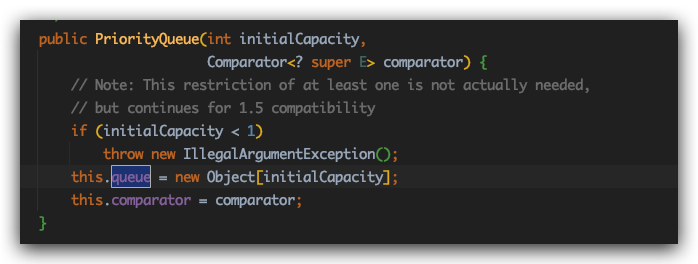 public PriorityQueue(int initialCapacity,
Comparator<? super E> comparator) {
// Note: This restriction of at least one is not actually needed,
// but continues for 1.5 compatibility
if (initialCapacity < 1)
throw new IllegalArgumentException();
this.queue = new Object[initialCapacity];
this.comparator = comparator;
}